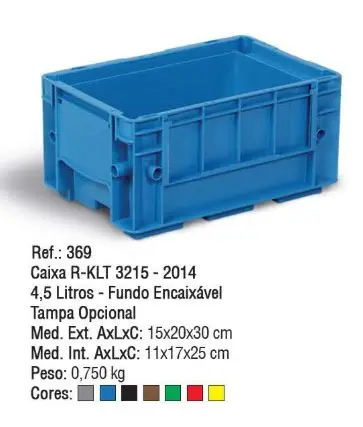 Ref.: 369
Caixa R-KLT 3215 - 2014
4,5 Litros - Fundo Encaixável
Tampa Opcional
Med. Ext. AxLxC: 15x20x30 cm
Med. Int. AxLxC: 11x17x25 cm
Peso: 0,750 kg
Cores: